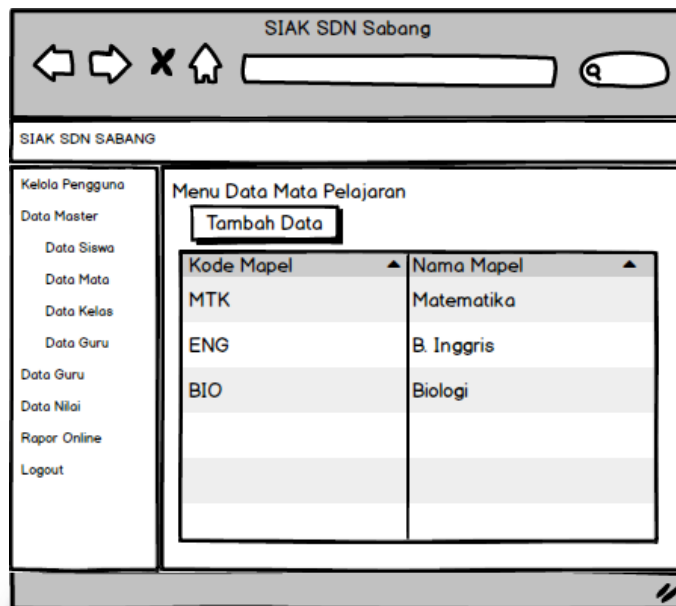 SIAK SDN Sabang
SIAK SDN SABANG
Kelola Pengguna
Data Master
Data Siswa
Data Mata
Data Kelas
Data Guru
Data Guru
Data Nilai
Rapor Online
Logout
Menu Data Mata Pelajaran
Tambah Data
Kode Mapel Nama Mapel
MTK Matematika
ENG B. Inggris
BIO Biologi